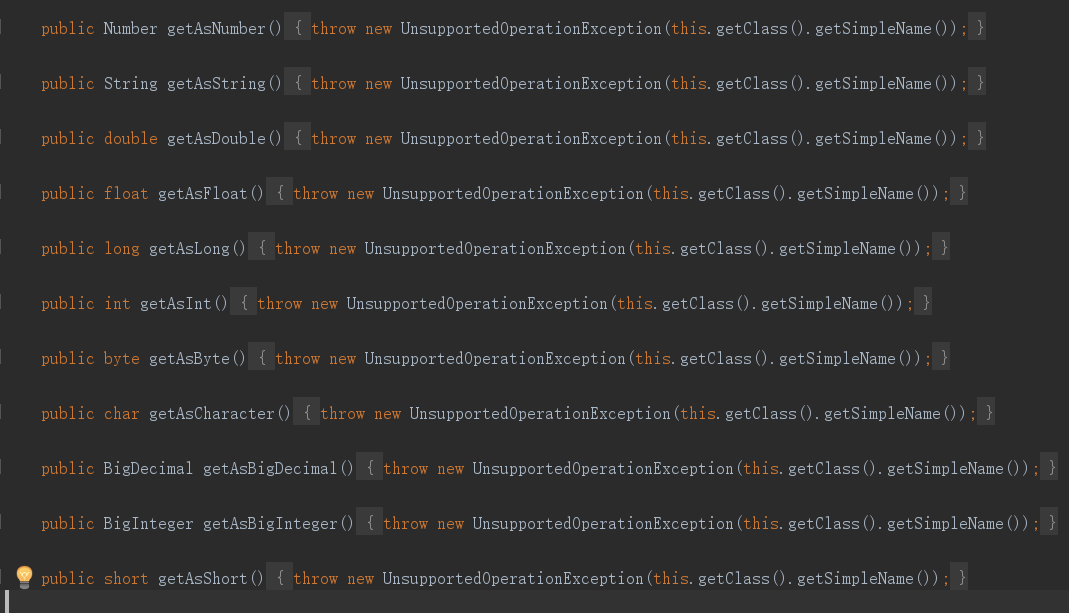 public Number getAsNumber() { throw new UnsupportedOperationException(this.getClass().getSimpleName()); }
public String getAsString() { throw new UnsupportedOperationException(this.getClass().getSimpleName()); }
public double getAsDouble() { throw new UnsupportedOperationException(this.getClass().getSimpleName()); }
public float getAsFloat() { throw new UnsupportedOperationException(this.getClass().getSimpleName()); }
public long getAsLong() { throw new UnsupportedOperationException(this.getClass().getSimpleName()); }
public int getAsInt() { throw new UnsupportedOperationException(this.getClass().getSimpleName()); }
public byte getAsByte() { throw new UnsupportedOperationException(this.getClass().getSimpleName()); }
public char getAsCharacter() { throw new UnsupportedOperationException(this.getClass().getSimpleName()); }
public BigDecimal getAsBigDecimal() { throw new UnsupportedOperationException(this.getClass().getSimpleName()); }
public BigInteger getAsBigInteger() { throw new UnsupportedOperationException(this.getClass().getSimpleName()); }
public short getAsShort() { throw new UnsupportedOperationException(this.getClass().getSimpleName()); }